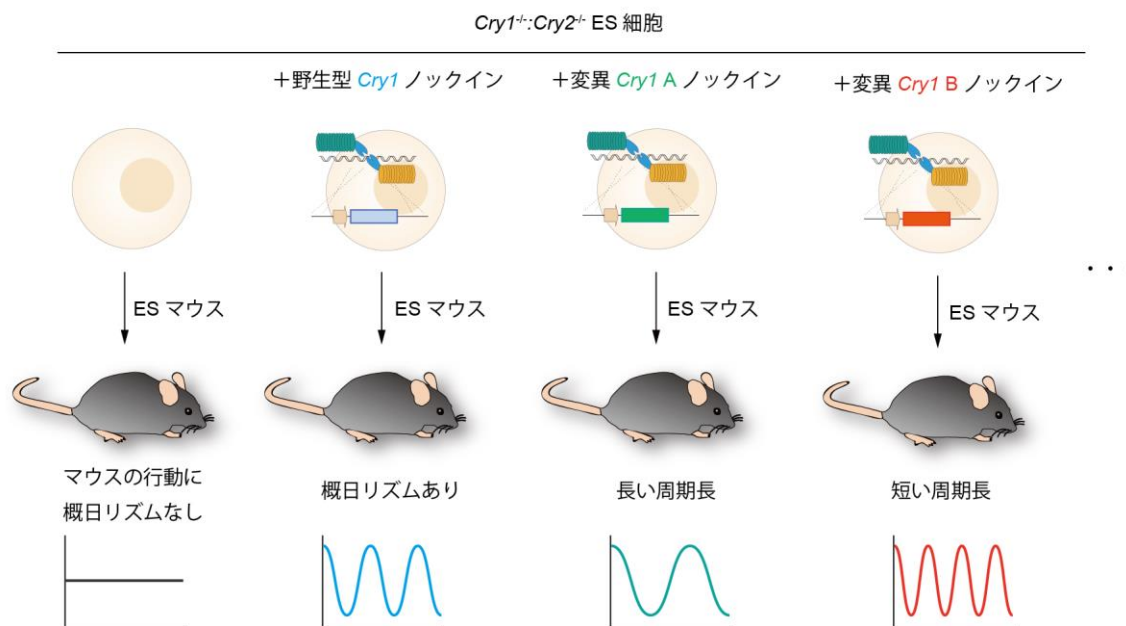 Cry1-/-:Cry2-/- ES 細胞
＋野生型 Cry1 ノックイン
＋変異 Cry1 A ノックイン
＋変異 Cry1 B ノックイン
・・
ES マウス
ES マウス
ES マウス
ES マウス
マウスの行動に
概日リズムなし
概日リズムあり
長い周期長
短い周期長